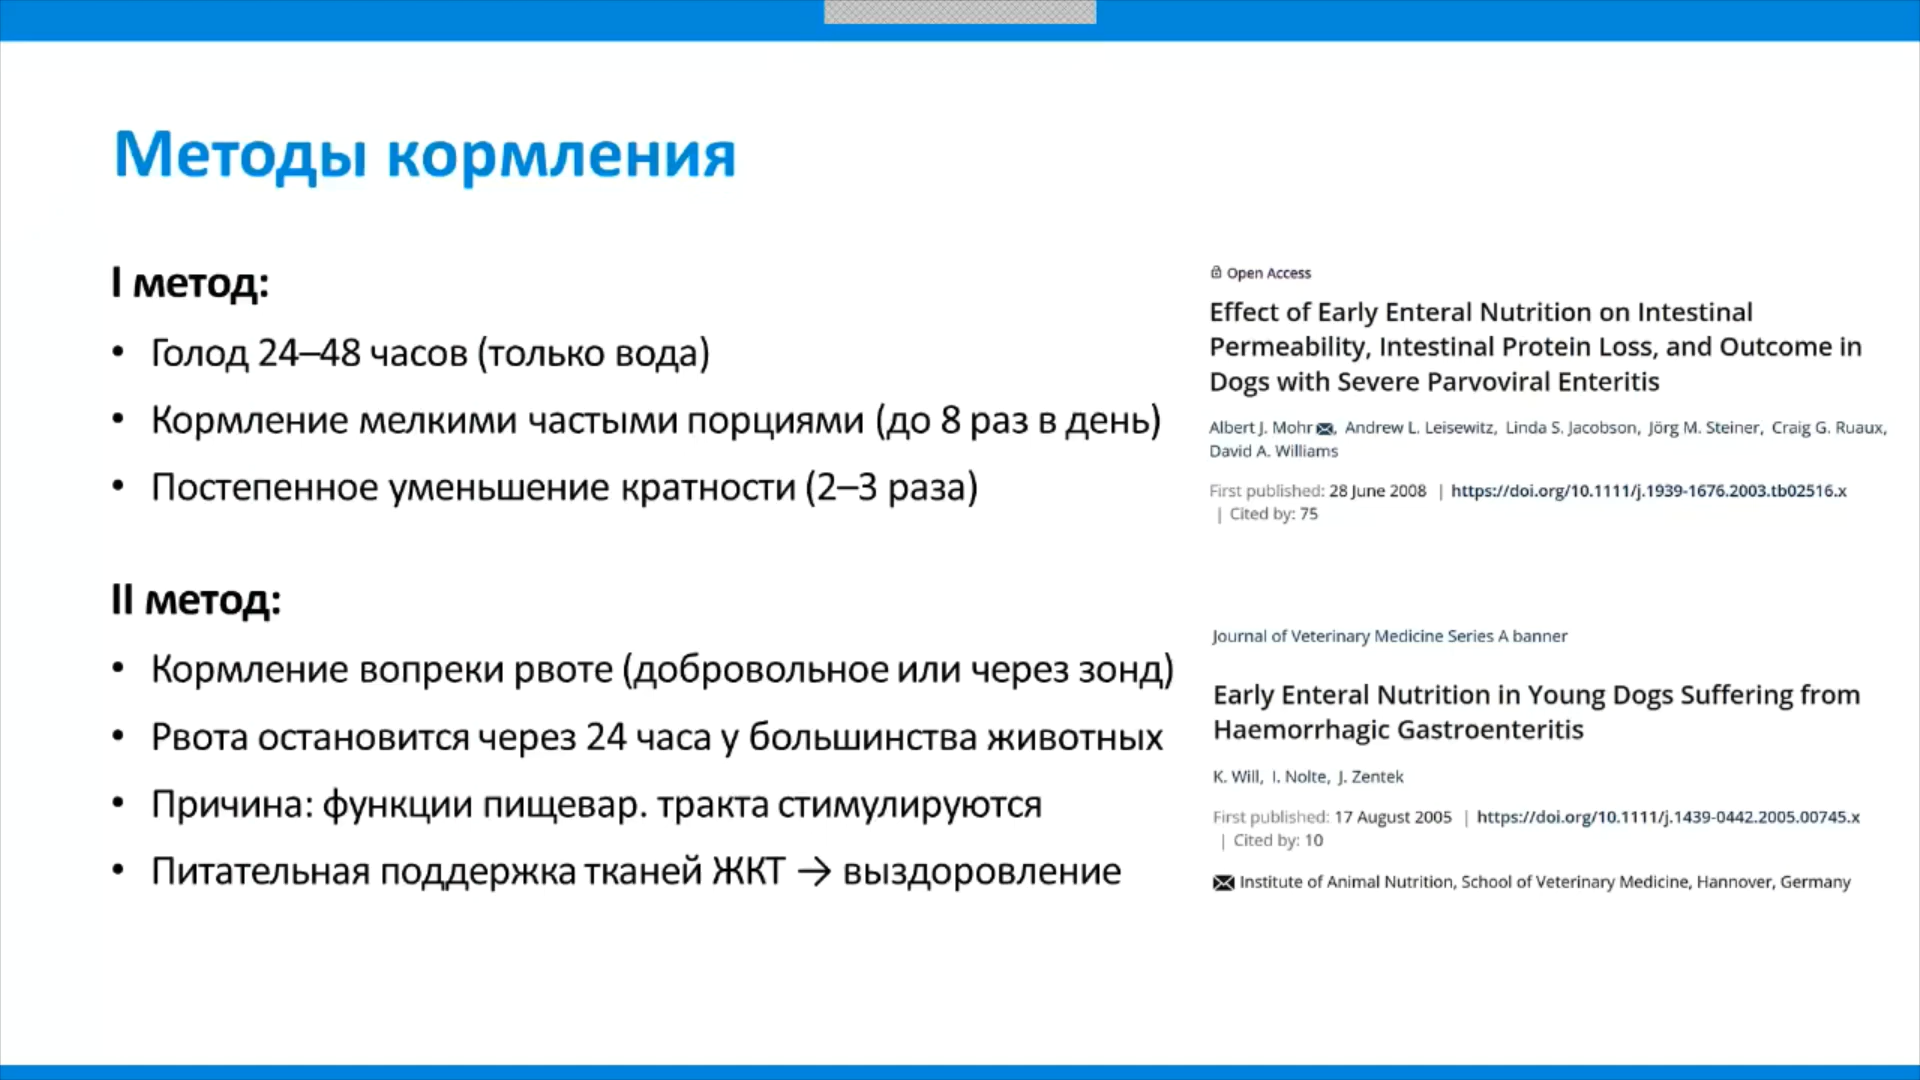 Методы кормления
I метод:
• Голод 24–48 часов (только вода)
• Кормление мелкими частыми порциями (до 8 раз в день)
• Постепенное уменьшение кратности (2–3 раза)
II метод:
• Кормление вопреки рвоте (добровольное или через зонд)
• Рвота остановится через 24 часа у большинства животных
• Причина: функции пищевар. тракта стимулируются
• Питательная поддержка тканей ЖКТ → выздоровление
Open Access
Effect of Early Enteral Nutrition on Intestinal
Permeability, Intestinal Protein Loss, and Outcome in
Dogs with Severe Parvoviral Enteritis
Albert J. Mohr, Andrew L. Leisewitz, Linda S. Jacobson, Jörg M. Steiner, Craig G. Ruaux,
David A. Williams
First published: 28 June 2008 | https://doi.org/10.1111/j.1939-1676.2003.tb02516.x
| Cited by: 75
Journal of Veterinary Medicine Series A banner
Early Enteral Nutrition in Young Dogs Suffering from
Haemorrhagic Gastroenteritis
K. Will, I. Nolte, J. Zentek
First published: 17 August 2005 | https://doi.org/10.1111/j.1439-0442.2005.00745.x
| Cited by: 10
Institute of Animal Nutrition, School of Veterinary Medicine, Hannover, Germany